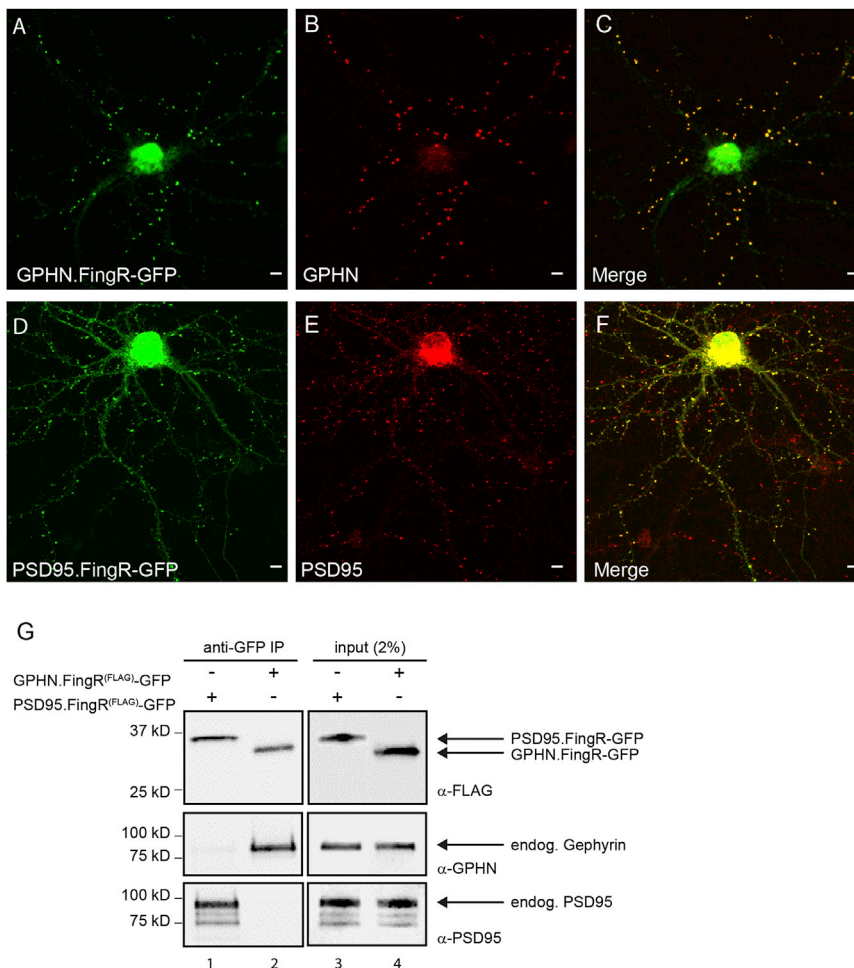 A
B
C
GPHN.FingR-GFP
GPHN
Merge
D
E
F
PSD95.FingR-GFP
PSD95
Merge
G
anti-GFP IP input (2%)
GPHN.FingR(FLAG)-GFP - + - +
PSD95.FingR(FLAG)-GFP + - + -
37 kD
PSD95.FingR-GFP
GPHN.FingR-GFP
25 kD
α-FLAG
100 kD
75 kD
endog. Gephyrin
α-GPHN
100 kD
75 kD
endog. PSD95
α-PSD95
1 2 3 4